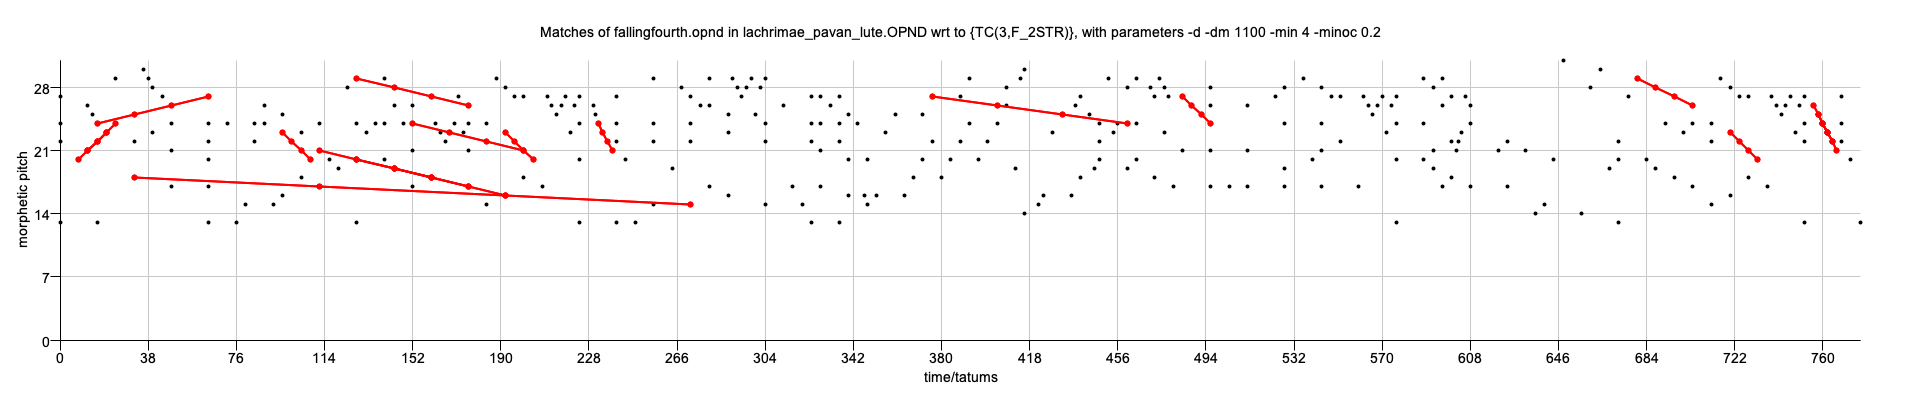 Matches of fallingfourth.opnd in lachrimae_pavan_lute.OPND wrt to {TC(3,F_2STR)}, with parameters -d -dm 1100 -min 4 -minoc 0.2
28
21
14
7
0
morphetic pitch
0 38 76 114 152 190 228 266 304 342 380 418 456 494 532 570 608 646 684 722 760
time/tatums